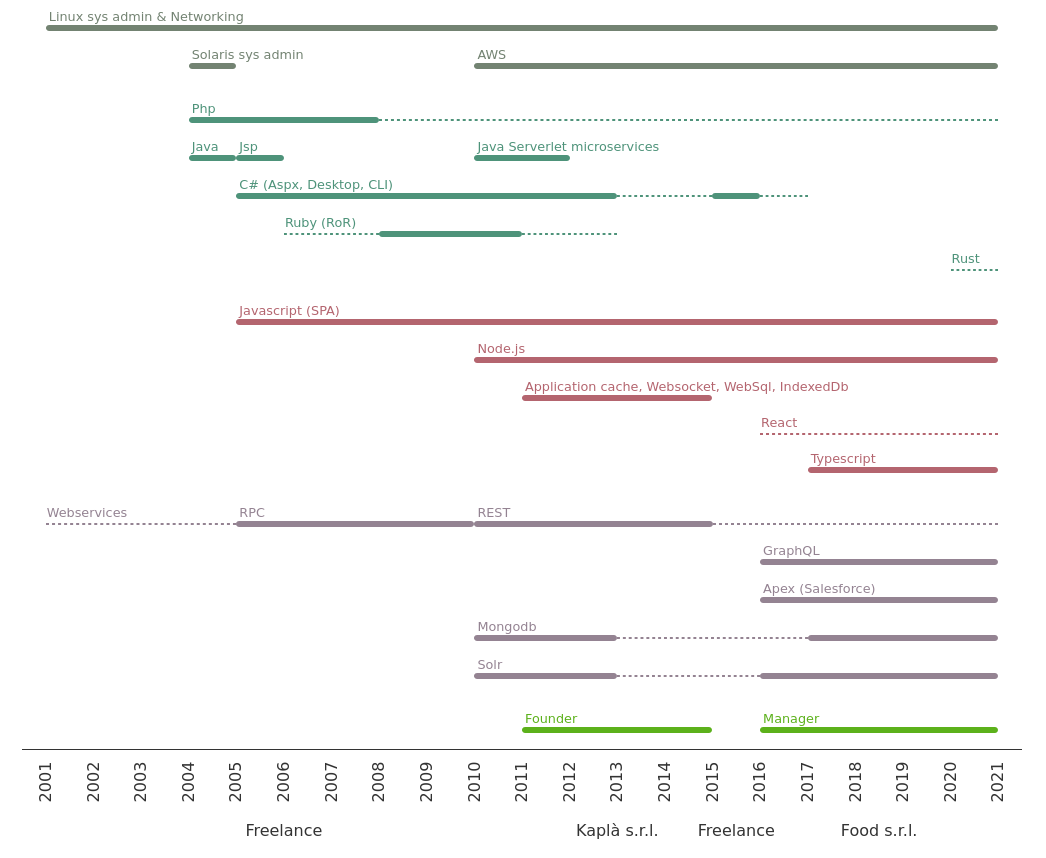 Linux sys admin & Networking
Solaris sys admin AWS
Php
Java Jsp Java Serverlet microservices
C# (Aspx, Desktop, CLI)
Ruby (RoR)
Rust
Javascript (SPA)
Node.js
Application cache, Websocket, WebSql, IndexedDb
React
Typescript
Webservices RPC REST
GraphQL
Apex (Salesforce)
Mongodb
Solr
Founder Manager
2001 2002 2003 2004 2005 2006 2007 2008 2009 2010 2011 2012 2013 2014 2015 2016 2017 2018 2019 2020 2021
Freelance Kaplà s.r.l. Freelance Food s.r.l.